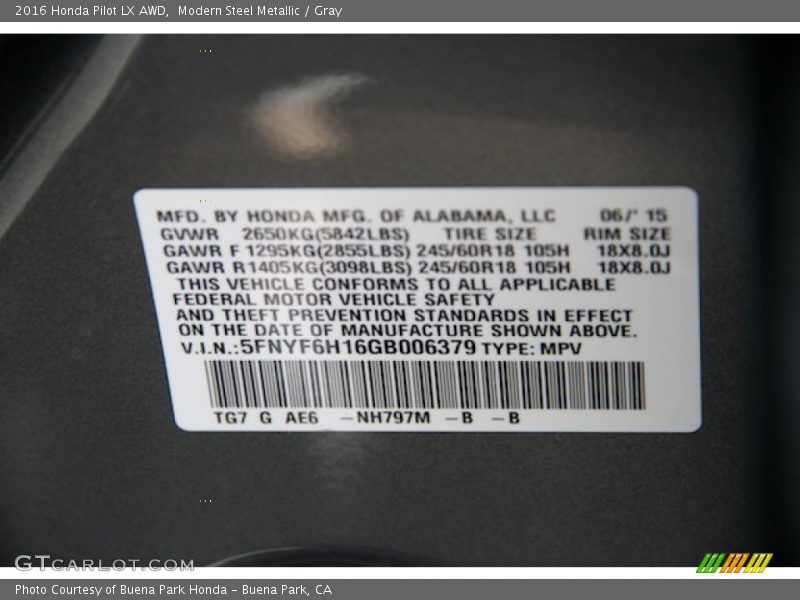 2016 Honda Pilot LX AWD,  Modern Steel Metallic / Gray
MFD. BY HONDA MFG. OF ALABAMA, LLC 06/' 15
GVWR 2650KG(5842LBS) TIRE SIZE RIM SIZE
GAWR F 1295KG(2855LBS) 245/60R18 105H 18X8.0J
GAWR R1405KG(3098LBS) 245/60R18 105H 18X8.0J
THIS VEHICLE CONFORMS TO ALL APPLICABLE
FEDERAL MOTOR VEHICLE SAFETY
AND THEFT PREVENTION STANDARDS IN EFFECT
ON THE DATE OF MANUFACTURE SHOWN ABOVE.
V.I.N.:5FNYF6H16GB006379 TYPE: MPV
TG7 G AE6 -NH797M -B -B
GTCARLOT.COM
Photo Courtesy of Buena Park Honda - Buena Park, CA